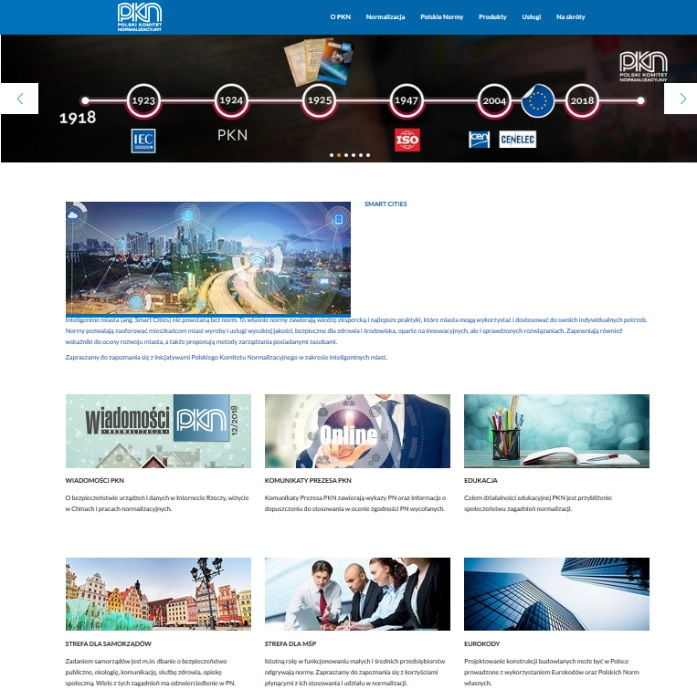 PKN
POLSKI KOMITET
NORMALIZACYJNY
O PKN Normalizacja Polskie Normy Produkty Usługi Na skróty
PKN
POLSKI KOMITET
NORMALIZACYJNY
1918 1923 1924 1925 1947 2004 2018
IEC PKN ISO cen CENELEC
SMART CITIES
Inteligentne miasta (ang. Smart Cities) nie powstaną bez norm. To właśnie normy zawierają wiedzę ekspercką i najlepsze praktyki, które miasta mogą wykorzystać i dostosować do swoich indywidualnych potrzeb.
Normy pozwalają zaoferować mieszkańcom miast wyroby i usługi wysokiej jakości, bezpieczne dla zdrowia i środowiska, oparte na innowacyjnych, ale i sprawdzonych rozwiązaniach. Zapewniają również
wskaźniki do oceny rozwoju miasta, a także proponują metody zarządzania posiadanymi zasobami.
Zapraszamy do zapoznania się z inicjatywami Polskiego Komitetu Normalizacyjnego w zakresie inteligentnych miast.
wiadomości PKN
NORMALIZACJA
12/2018
Online
WIADOMOŚCI PKN
O bezpieczeństwie urządzeń i danych w Internecie Rzeczy, wizycie
w Chinach i pracach normalizacyjnych.
KOMUNIKATY PREZESA PKN
Komunikaty Prezesa PKN zawierają wykazy PN oraz informacje o
dopuszczeniu do stosowania w ocenie zgodności PN wycofanych.
EDUKACJA
Celem działalności edukacyjnej PKN jest przybliżenie
społeczeństwu zagadnień normalizacji.
STREFA DLA SAMORZĄDÓW
Zadaniem samorządów jest m.in. dbanie o bezpieczeństwo
publiczne, ekologię, komunikację, służbę zdrowia, opiekę
społeczną. Wiele z tych zagadnień ma odzwierciedlenie w PN.
STREFA DLA MŚP
Istotną rolę w funkcjonowaniu małych i średnich przedsiębiorstw
odgrywają normy. Zapraszamy do zapoznania się z korzyściami
płynącymi z ich stosowania i udziału w normalizacji.
EUROKODY
Projektowanie konstrukcji budowlanych może być w Polsce
prowadzone z wykorzystaniem Eurokodów oraz Polskich Norm
własnych.